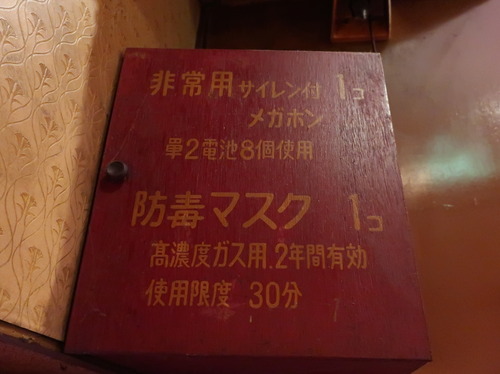 非常用サイレン付 1コ
メガホン
単2電池8個使用
防毒マスク 1コ
高濃度ガス用.2年間有効
使用限度 30分